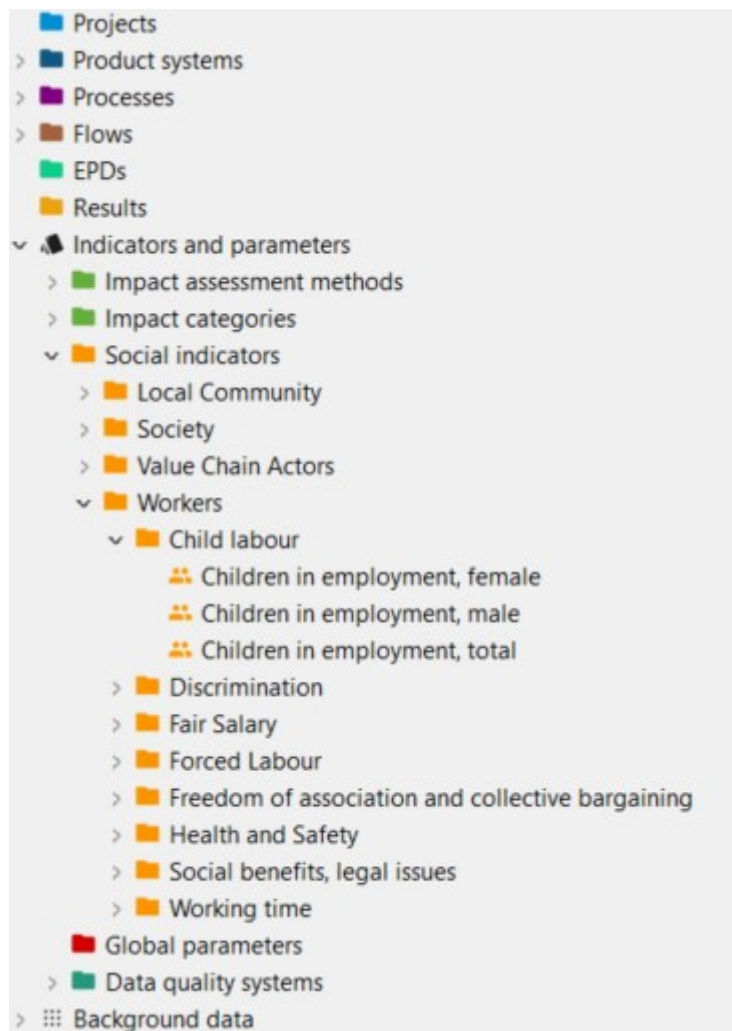 Projects
Product systems
Processes
Flows
EPDs
Results
Indicators and parameters
Impact assessment methods
Impact categories
Social indicators
Local Community
Society
Value Chain Actors
Workers
Child labour
Children in employment, female
Children in employment, male
Children in employment, total
Discrimination
Fair Salary
Forced Labour
Freedom of association and collective bargaining
Health and Safety
Social benefits, legal issues
Working time
Global parameters
Data quality systems
Background data